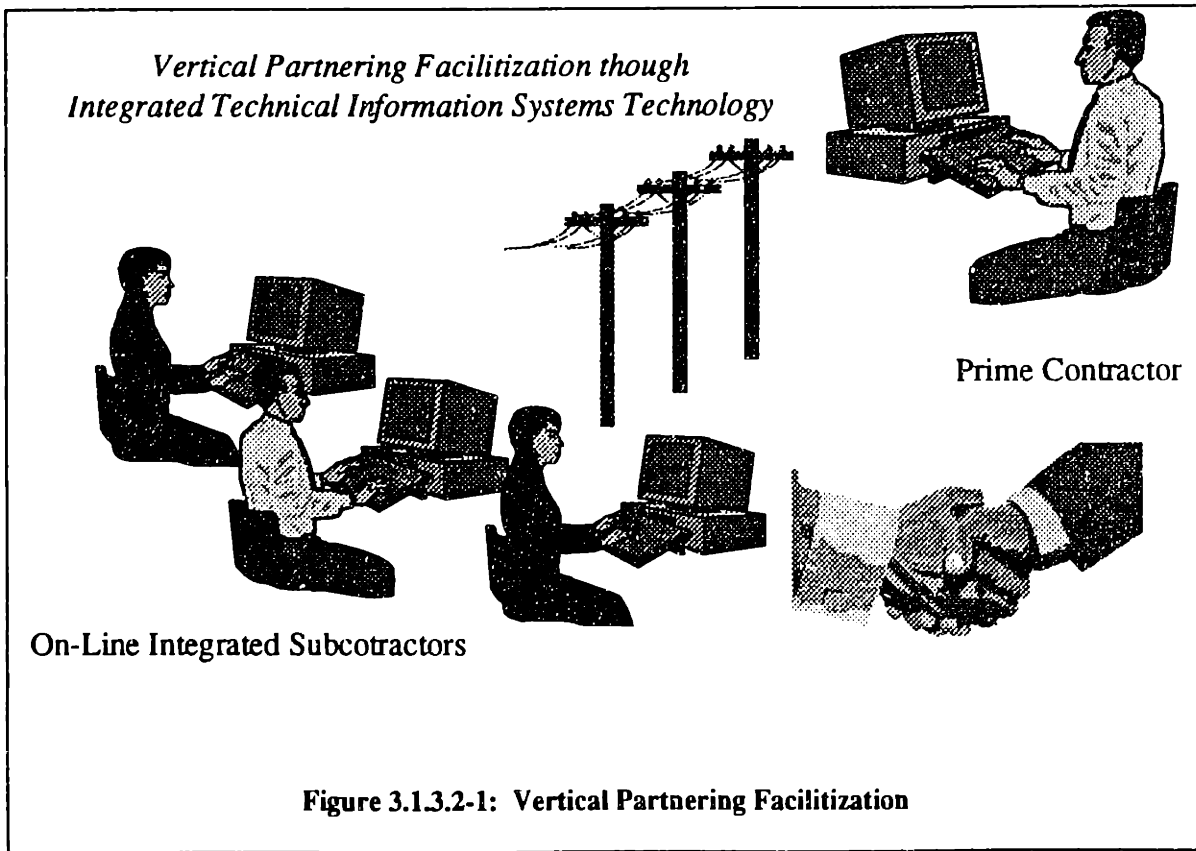 Vertical Partnering Facilitization though
Integrated Technical Information Systems Technology
Prime Contractor
On-Line Integrated Subcotractors
Figure 3.1.3.2-1: Vertical Partnering Facilitization